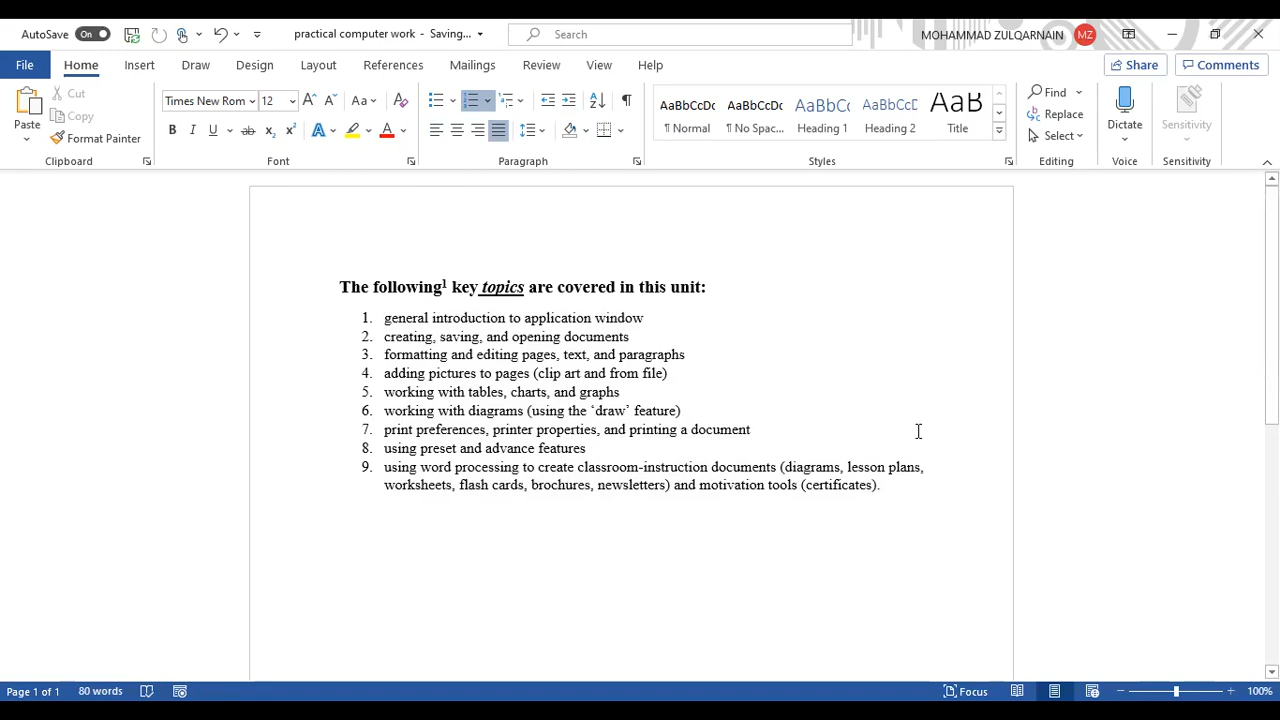 AutoSave On practical computer work - Saving... Search MOHAMMAD ZULQARNAIN MZ
File Home Insert Draw Design Layout References Mailings Review View Help Share Comments
Paste Cut Copy Format Painter
Times New Rom 12 Aa
B I U ab x₂ x² A A
AaBbCcDc AaBbCcDc AaBbCc AaBbCcD AaB
¶ Normal ¶ No Spac... Heading 1 Heading 2 Title
Find Replace Select
Dictate Sensitivity
Clipboard Font Paragraph Styles Editing Voice Sensitivity
The following¹ key topics are covered in this unit:
1. general introduction to application window
2. creating, saving, and opening documents
3. formatting and editing pages, text, and paragraphs
4. adding pictures to pages (clip art and from file)
5. working with tables, charts, and graphs
6. working with diagrams (using the ‘draw’ feature)
7. print preferences, printer properties, and printing a document
8. using preset and advance features
9. using word processing to create classroom-instruction documents (diagrams, lesson plans,
worksheets, flash cards, brochures, newsletters) and motivation tools (certificates).
Page 1 of 1 80 words Focus 100%